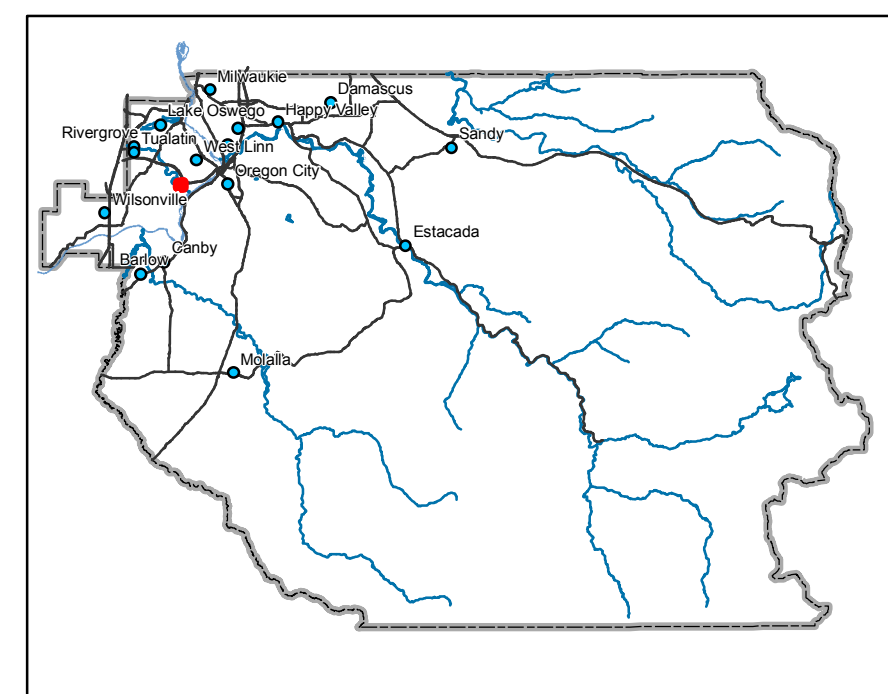 Milwaukie
Damascus
Lake Oswego
Happy Valley
Rivergrove
Tualatin
West Linn
Sandy
Oregon City
Wilsonville
Estacada
Canby
Barlow
Molalla